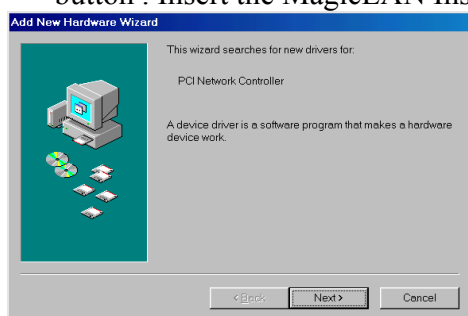 button . Insert the MagicLAN Ins
Add New Hardware Wizard
This wizard searches for new drivers for:
PCI Network Controller
A device driver is a software program that makes a hardware
device work.
< Back
Next >
Cancel